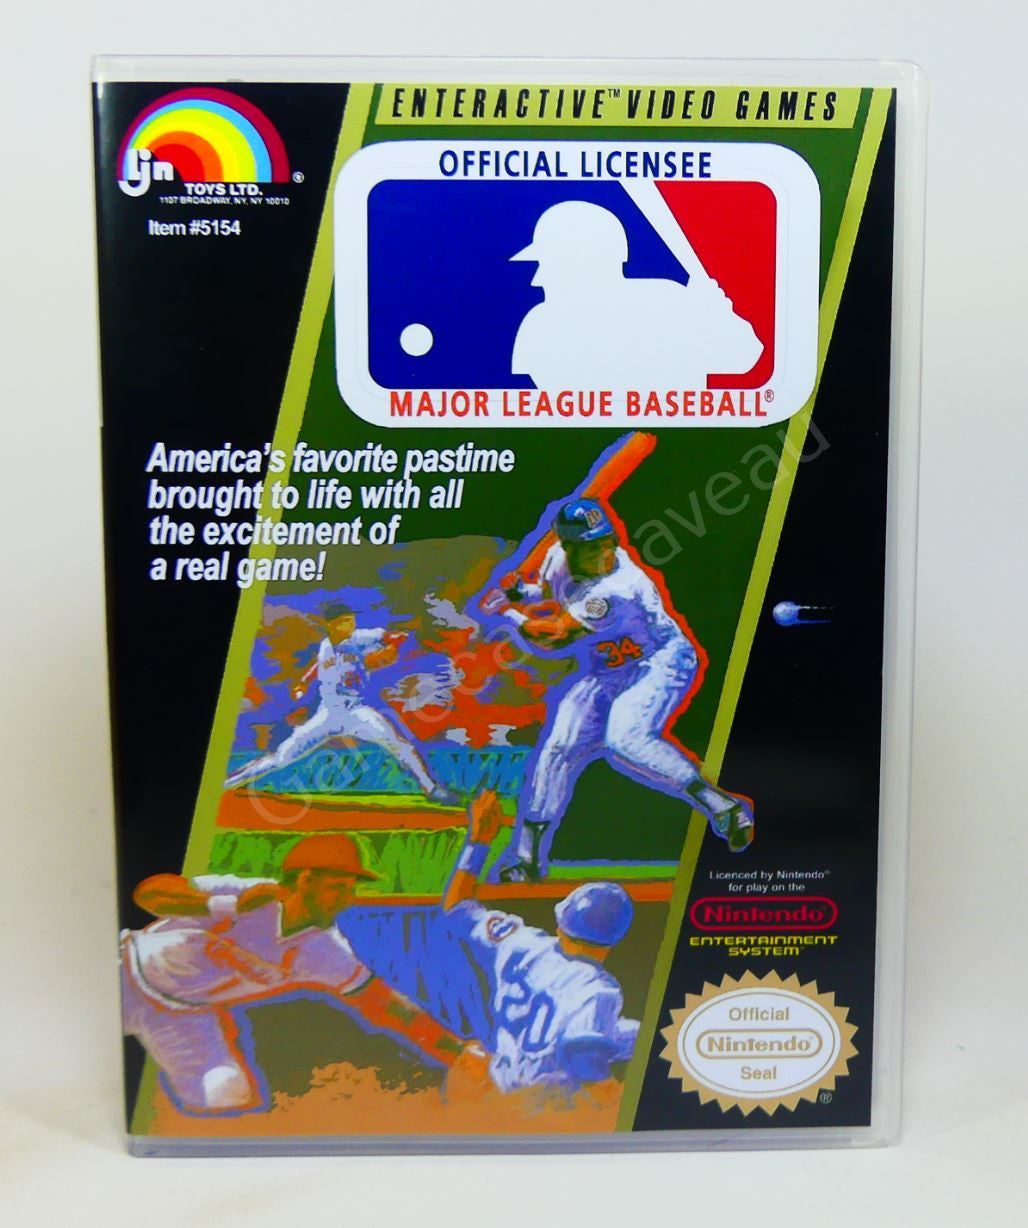 ENTERACTIVE™ VIDEO GAMES
LJN
TOYS LTD.
®
1107 BROADWAY, NY, NY 10010
Item #5154
OFFICIAL LICENSEE
MAJOR LEAGUE BASEBALL®
America's favorite pastime
brought to life with all
the excitement of
a real game!
34
20
Licenced by Nintendo®
for play on the
Nintendo®
ENTERTAINMENT
SYSTEM™
Official
Nintendo®
Seal
®
Gamecasecaveau